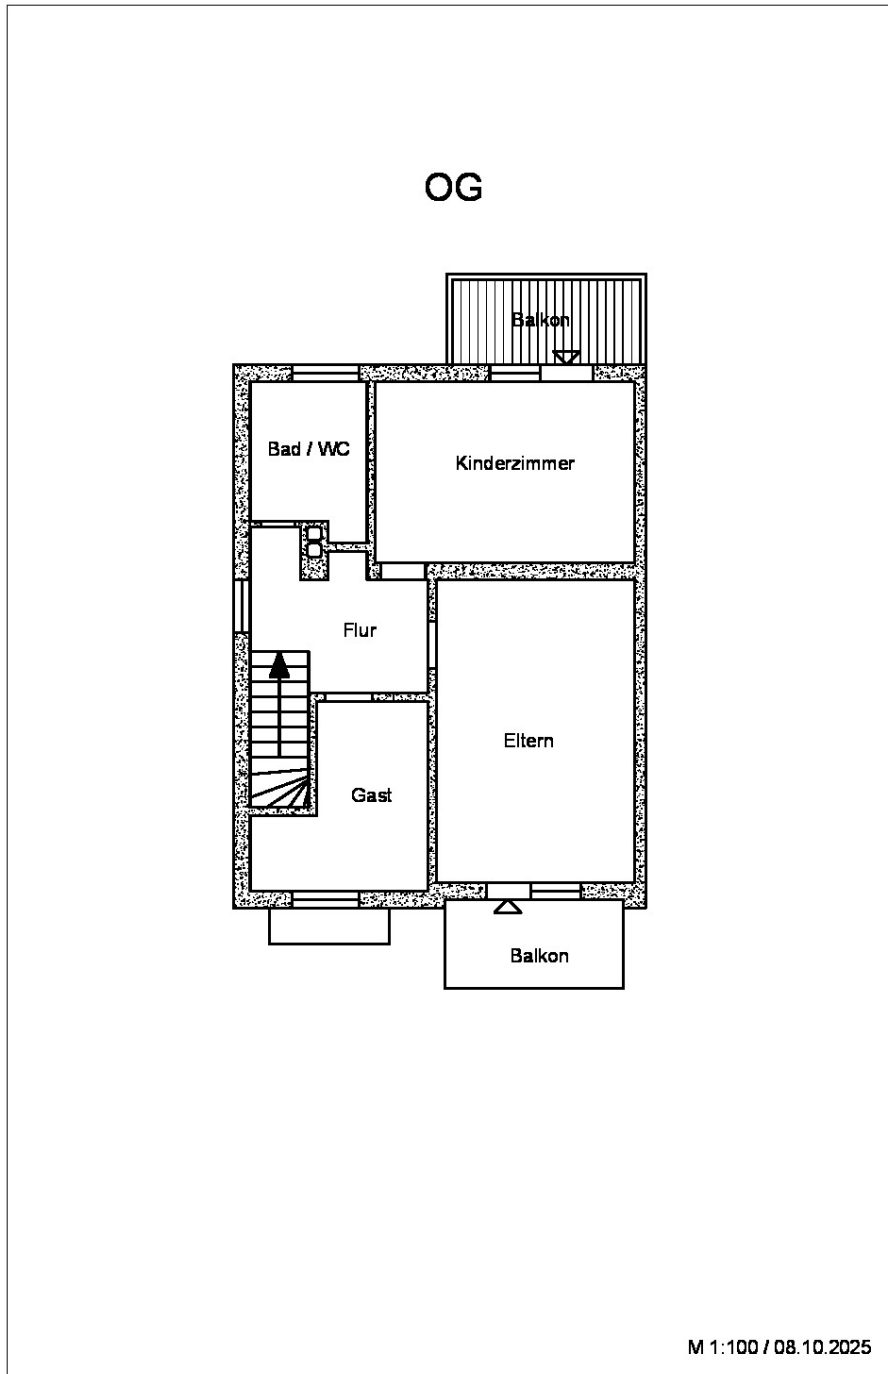 OG
Balkon
Bad / WC
Kinderzimmer
Flur
Eltern
Gast
Balkon
M 1:100 / 08.10.2025